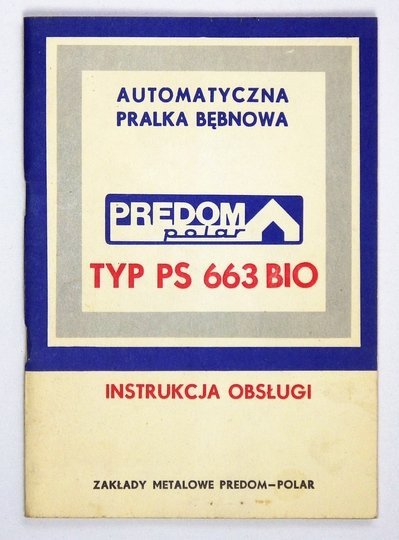 AUTOMATYCZNA
PRALKA BĘBNOWA
PREDOM
polar
TYP PS 663 BIO
INSTRUKCJA OBSŁUGI
ZAKŁADY METALOWE PREDOM–POLAR